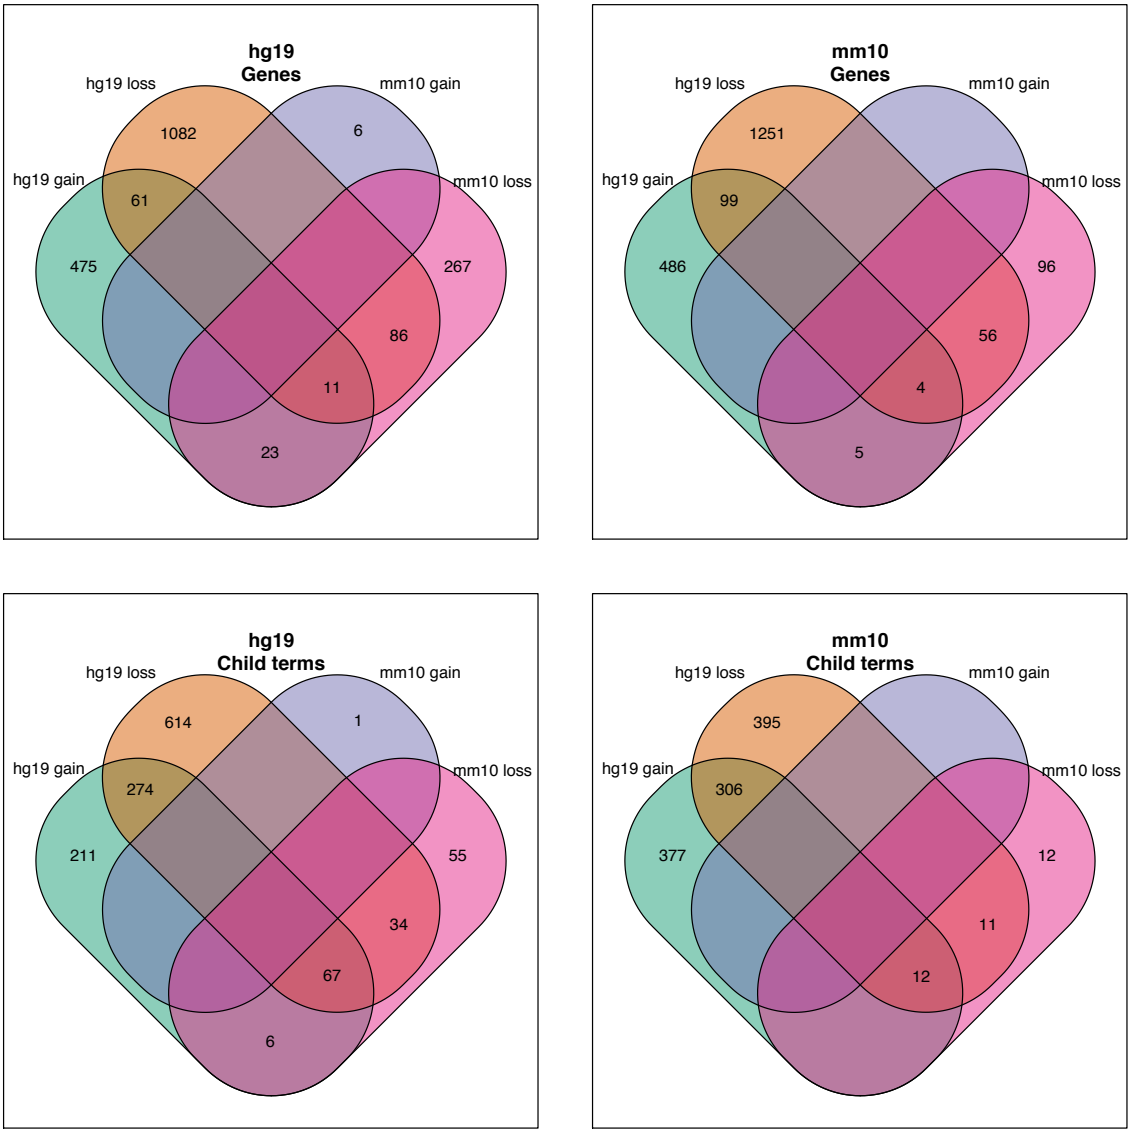 hg19
Genes
hg19 loss
mm10 gain
1082
6
hg19 gain
mm10 loss
61
475
267
86
11
23
mm10
Genes
hg19 loss
mm10 gain
1251
hg19 gain
mm10 loss
99
486
96
56
4
5
hg19
Child terms
hg19 loss
mm10 gain
614
1
hg19 gain
mm10 loss
274
211
55
34
67
6
mm10
Child terms
hg19 loss
mm10 gain
395
hg19 gain
mm10 loss
306
377
12
11
12